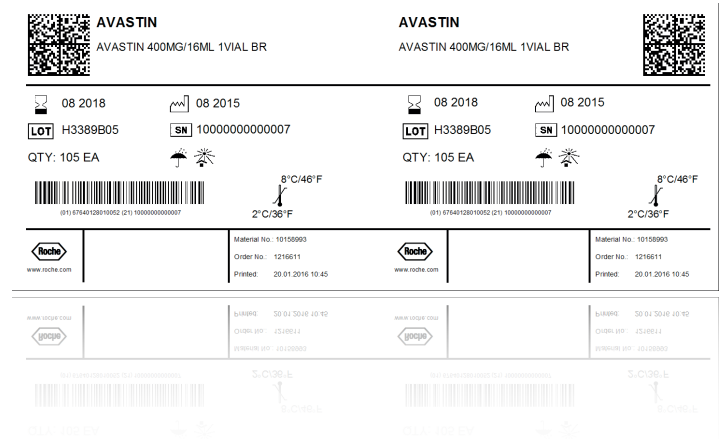 AVASTIN
AVASTIN 400MG/16ML 1VIAL BR
08 2018
08 2015
LOT H3389B05
SN 10000000000007
QTY: 105 EA
8°C/46°F
2°C/36°F
(01) 67640128010052 (21) 10000000000007
Roche
www.roche.com
Material No.: 10158993
Order No.: 1216611
Printed: 20.01.2016 10:45
AVASTIN
AVASTIN 400MG/16ML 1VIAL BR
08 2018
08 2015
LOT H3389B05
SN 10000000000007
QTY: 105 EA
8°C/46°F
2°C/36°F
(01) 67640128010052 (21) 10000000000007
Roche
www.roche.com
Material No.: 10158993
Order No.: 1216611
Printed: 20.01.2016 10:45